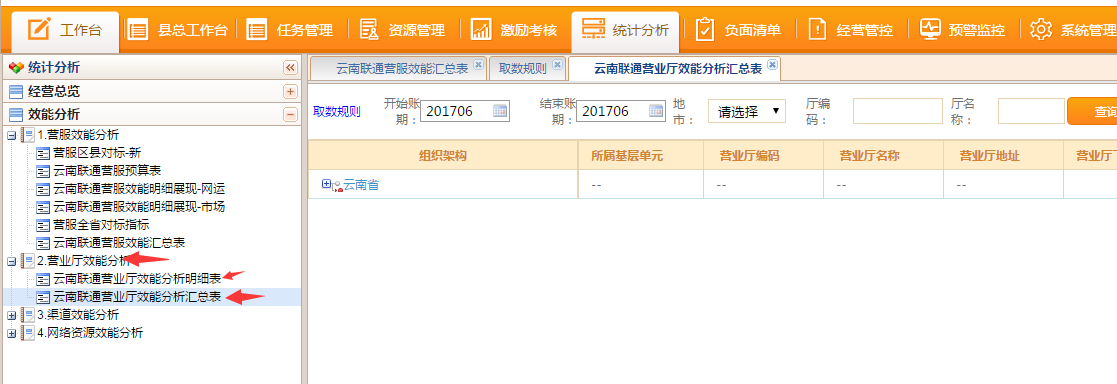 工作台 县总工作台 任务管理 资源管理 激励考核 统计分析 负面清单 经营管控 预警监控 系统管理
统计分析
经营总览
效能分析
1.营服效能分析
营服区县对标-新
云南联通营服预算表
云南联通营服效能明细展现-网运
云南联通营服效能明细展现-市场
营服全省对标指标
云南联通营服效能汇总表
2.营业厅效能分析
云南联通营业厅效能分析明细表
云南联通营业厅效能分析汇总表
3.渠道效能分析
4.网络资源效能分析
云南联通营服效能汇总表 取数规则 云南联通营业厅效能分析汇总表
取数规则 开始账期： 201706 结束账期： 201706 地市： 请选择 厅编码： 厅名称： 查询
组织架构 所属基层单元 营业厅编码 营业厅名称 营业厅地址 营业厅
云南省 -- -- -- --